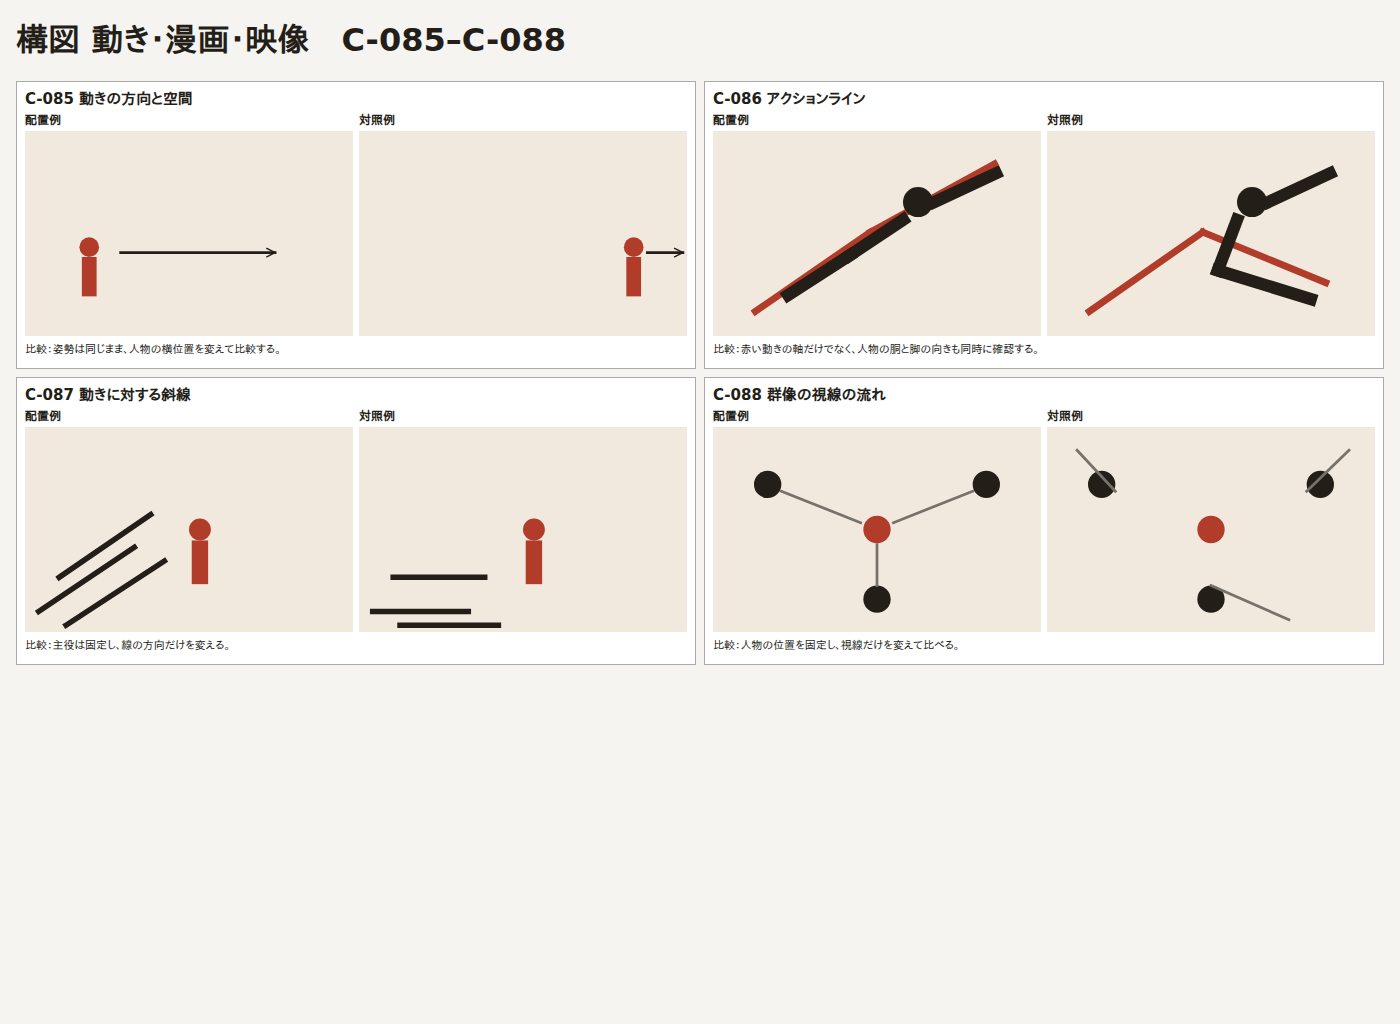 構図 動き・漫画・映像　C-085–C-088
C-085 動きの方向と空間
配置例
対照例
比較：姿勢は同じまま、人物の横位置を変えて比較する。
C-086 アクションライン
配置例
対照例
比較：赤い動きの軸だけでなく、人物の胴と脚の向きも同時に確認する。
C-087 動きに対する斜線
配置例
対照例
比較：主役は固定し、線の方向だけを変える。
C-088 群像の視線の流れ
配置例
対照例
比較：人物の位置を固定し、視線だけを変えて比べる。